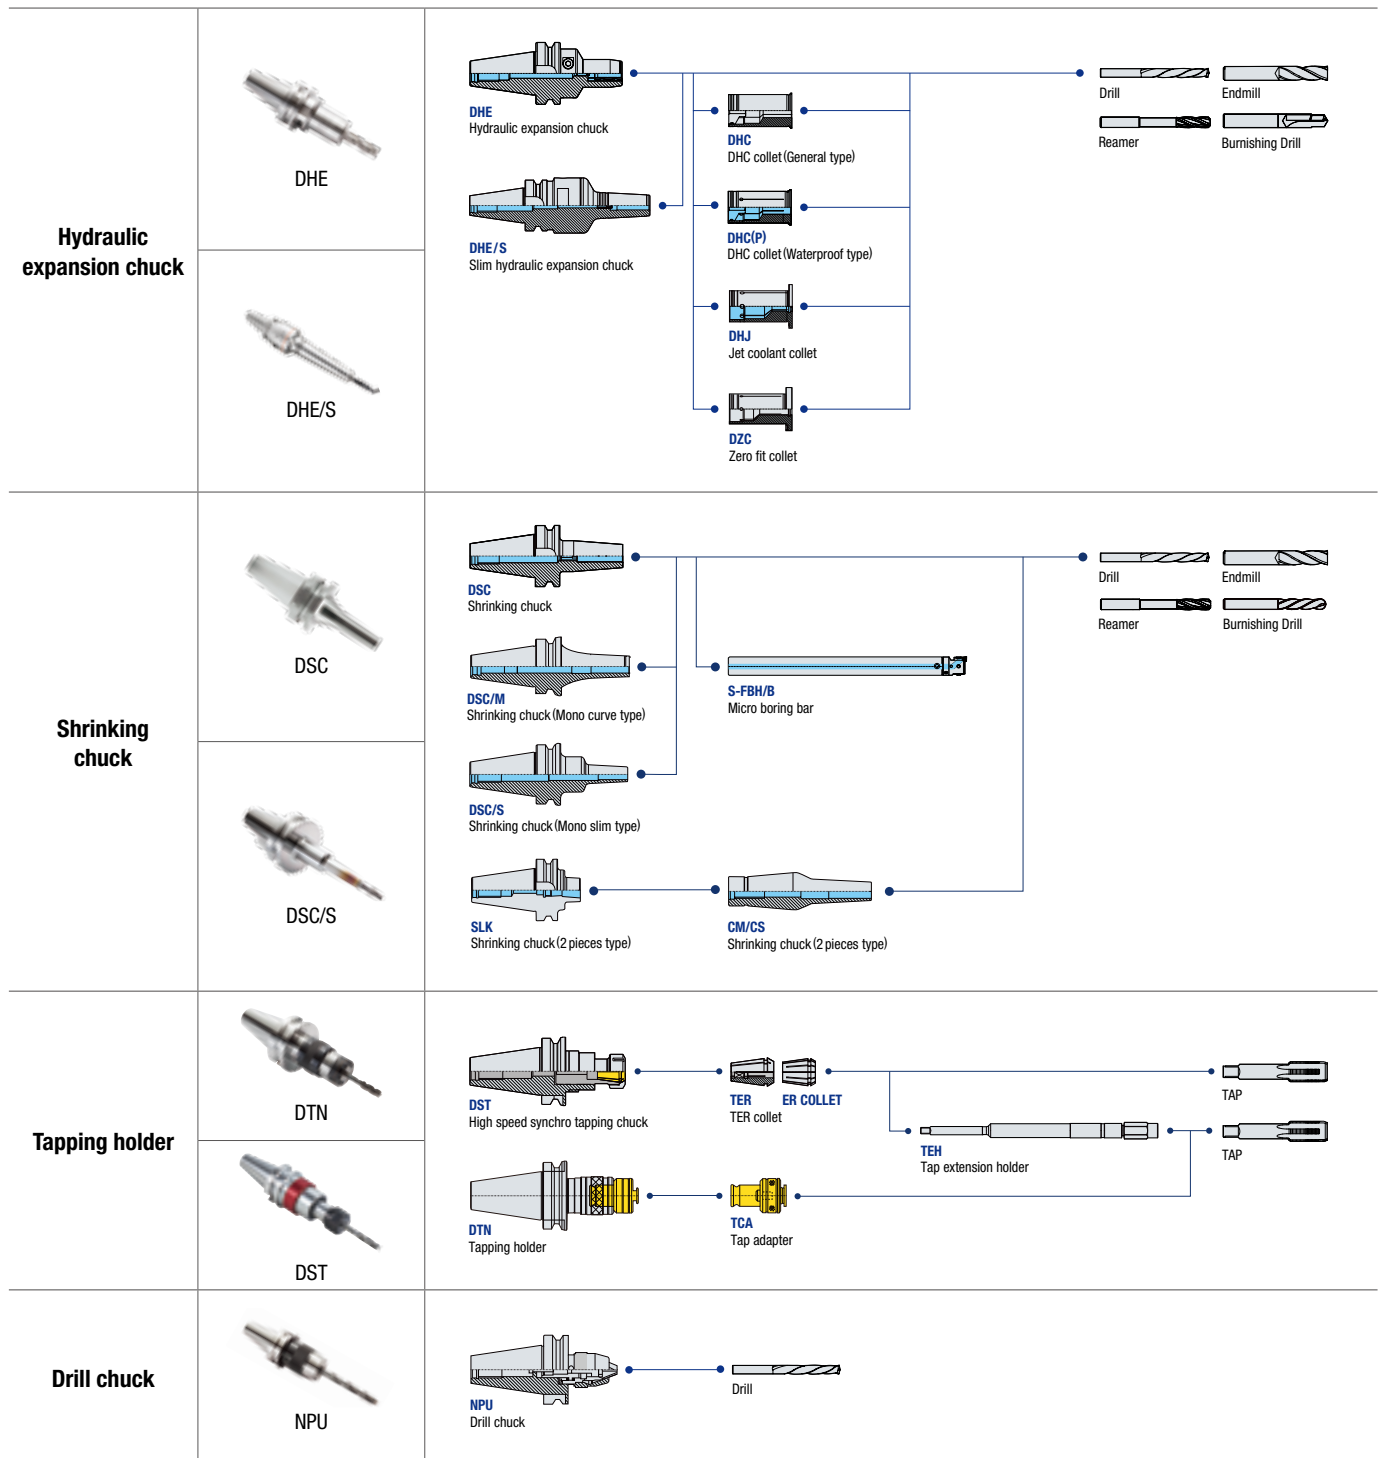 Hydraulic
expansion chuck
DHE
DHE/S
DHE
Hydraulic expansion chuck
DHE/S
Slim hydraulic expansion chuck
DHC
DHC collet (General type)
DHC(P)
DHC collet (Waterproof type)
DHJ
Jet coolant collet
DZC
Zero fit collet
Drill
Endmill
Reamer
Burnishing Drill
Shrinking
chuck
DSC
DSC/S
DSC
Shrinking chuck
DSC/M
Shrinking chuck (Mono curve type)
DSC/S
Shrinking chuck (Mono slim type)
SLK
Shrinking chuck (2 pieces type)
S-FBH/B
Micro boring bar
CM/CS
Shrinking chuck (2 pieces type)
Drill
Endmill
Reamer
Burnishing Drill
Tapping holder
DTN
DST
DST
High speed synchro tapping chuck
TER
TER collet
ER COLLET
TAP
TEH
Tap extension holder
TAP
DTN
Tapping holder
TCA
Tap adapter
Drill chuck
NPU
NPU
Drill chuck
Drill